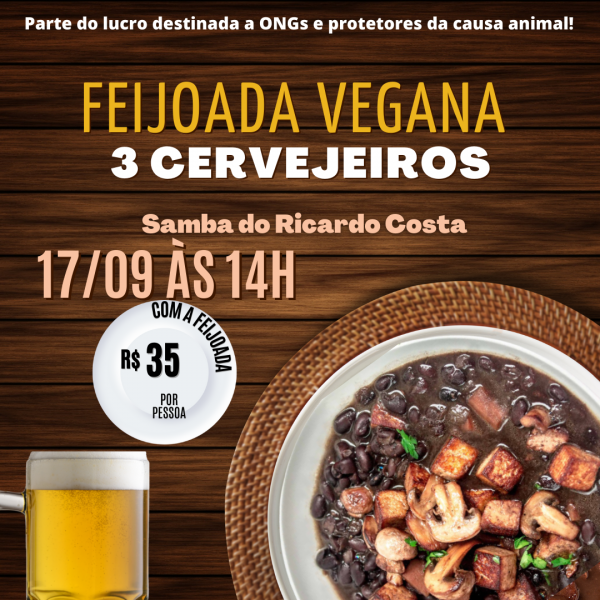 Parte do lucro destinada a ONGs e protetores da causa animal!
FEIJOADA VEGANA
3 CERVEJEIROS
Samba do Ricardo Costa
17/09 ÀS 14H
COM A FEIJOADA
R$ 35
POR
PESSOA